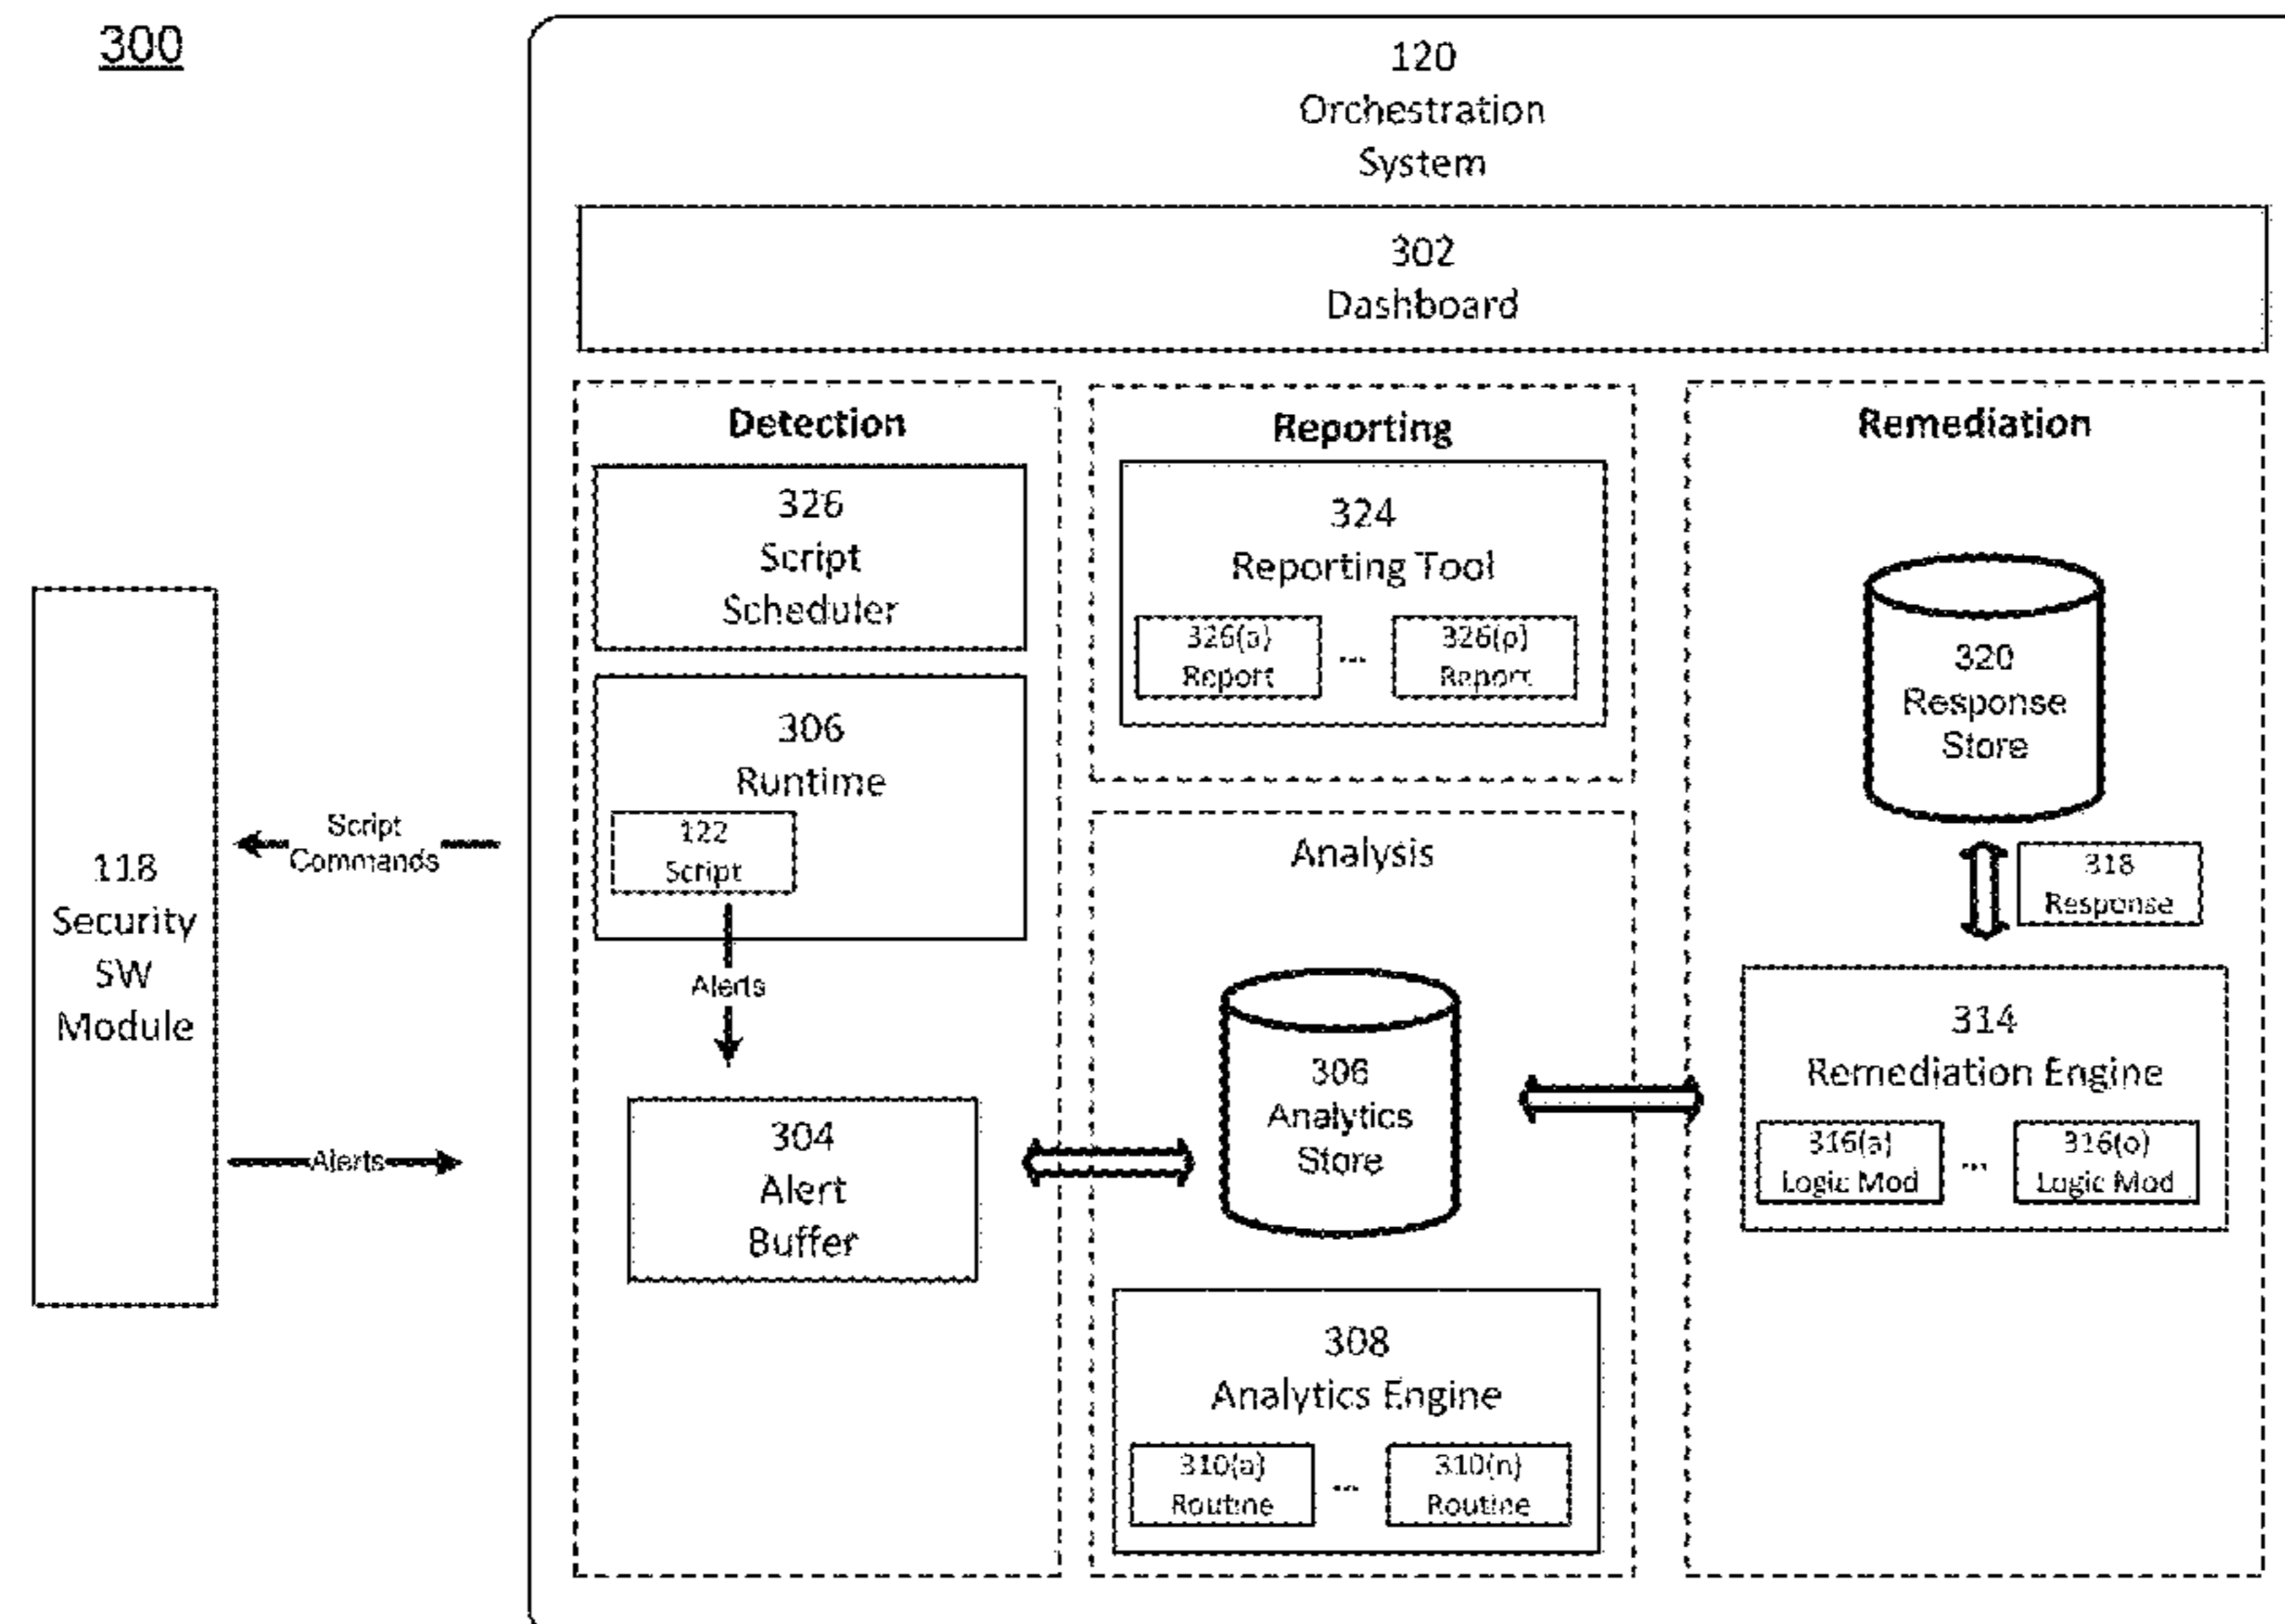 300
120
Orchestration
System
302
Dashboard
Detection
326
Script
Scheduler
306
Runtime
122
Script
Alerts
304
Alert
Buffer
Reporting
324
Reporting Tool
326(a)
Report
...
326(p)
Report
Analysis
306
Analytics
Store
308
Analytics Engine
310(a)
Routine
...
310(n)
Routine
Remediation
320
Response
Store
318
Response
314
Remediation Engine
316(a)
Logic Mod
...
316(o)
Logic Mod
118
Security
SW
Module
Script
Commands
Alerts